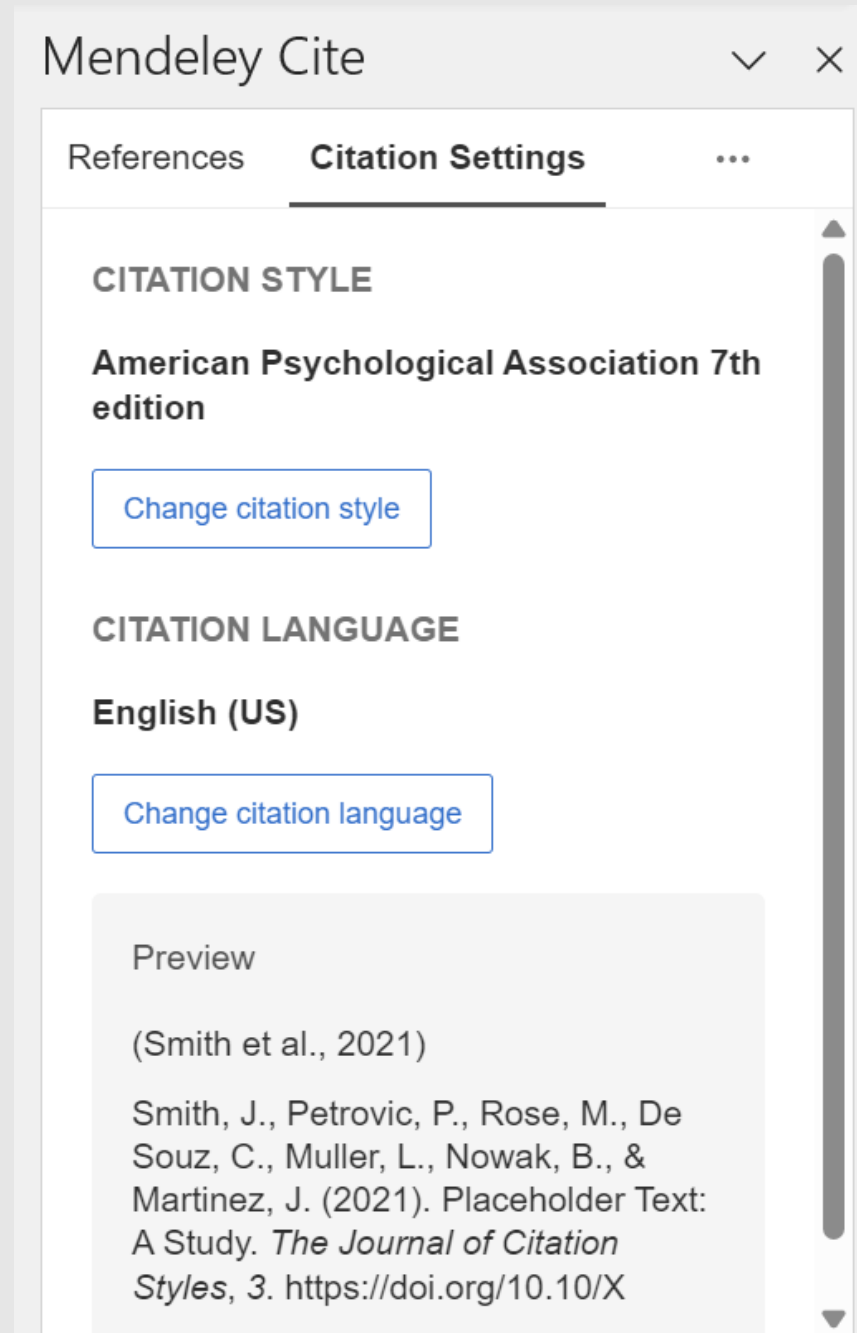 Mendeley Cite
References Citation Settings ...
CITATION STYLE
American Psychological Association 7th
edition
Change citation style
CITATION LANGUAGE
English (US)
Change citation language
Preview
(Smith et al., 2021)
Smith, J., Petrovic, P., Rose, M., De
Souz, C., Muller, L., Nowak, B., &
Martinez, J. (2021). Placeholder Text:
A Study. The Journal of Citation
Styles, 3. https://doi.org/10.10/X